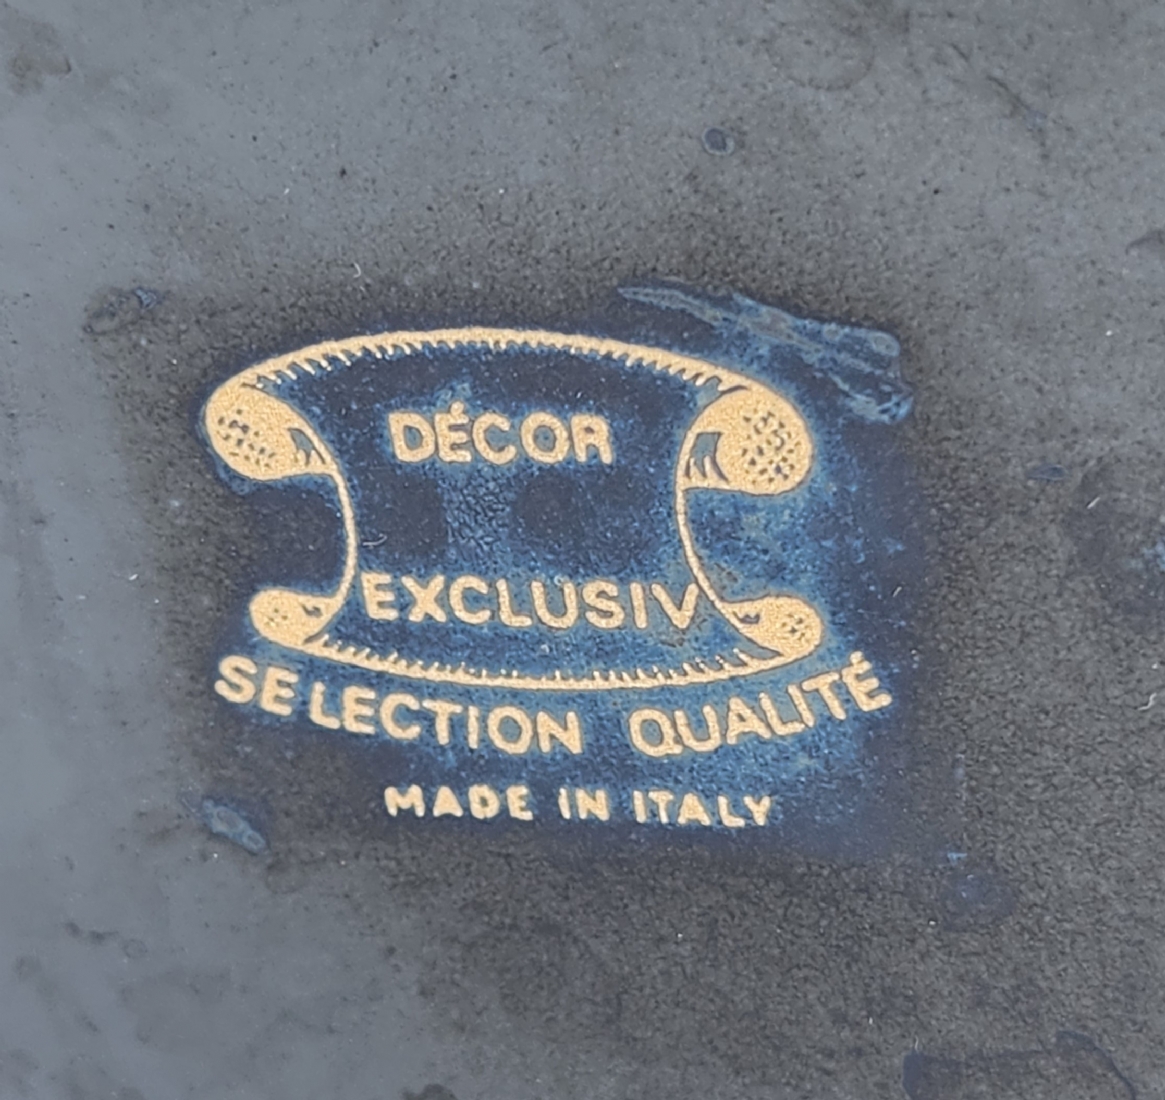 DÉCOR
EXCLUSIV
SELECTION QUALITÉ
MADE IN ITALY